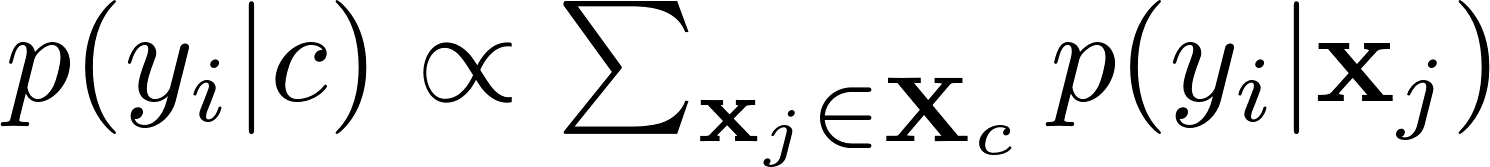 p(y_i|c) ∝ ∑_{𝐱_j∈𝐗_c} p(y_i|𝐱_j)